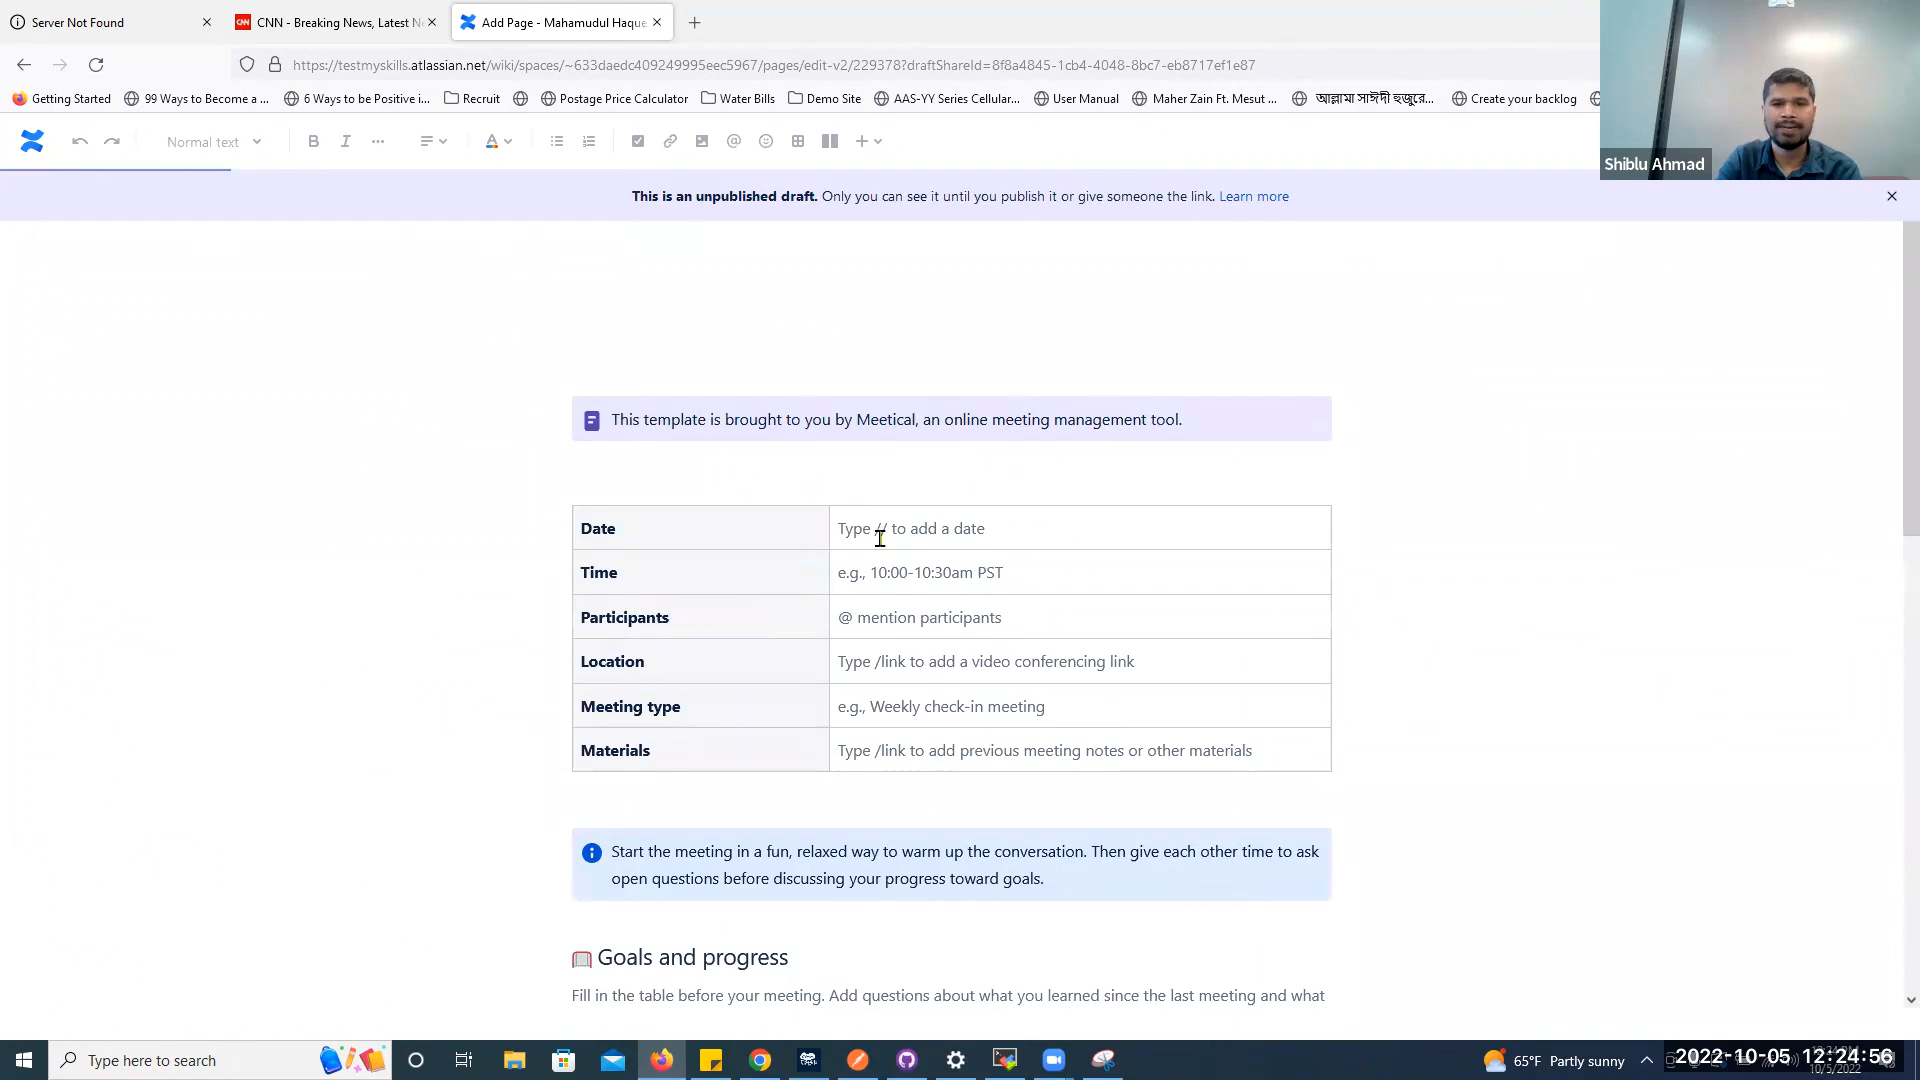 Server Not Found
CNN - Breaking News, Latest Ne
Add Page - Mahamudul Haque
https://testmyskills.atlassian.net/wiki/spaces/~633daedc409249995eec5967/pages/edit-v2/229378?draftShareId=8f8a4845-1cb4-4048-8bc7-eb8717ef1e87
Getting Started
99 Ways to Become a ...
6 Ways to be Positive i...
Recruit
Postage Price Calculator
Water Bills
Demo Site
AAS-YY Series Cellular...
User Manual
Maher Zain Ft. Mesut ...
আল্লামা সাঈদী হুজুরে...
Create your backlog
Normal text
Shiblu Ahmad
This is an unpublished draft. Only you can see it until you publish it or give someone the link. Learn more
This template is brought to you by Meetical, an online meeting management tool.
Date Type // to add a date
Time e.g., 10:00-10:30am PST
Participants @ mention participants
Location Type /link to add a video conferencing link
Meeting type e.g., Weekly check-in meeting
Materials Type /link to add previous meeting notes or other materials
Start the meeting in a fun, relaxed way to warm up the conversation. Then give each other time to ask
open questions before discussing your progress toward goals.
Goals and progress
Fill in the table before your meeting. Add questions about what you learned since the last meeting and what
Type here to search
65°F Partly sunny
2022-10-05 12:24:56
10/5/2022